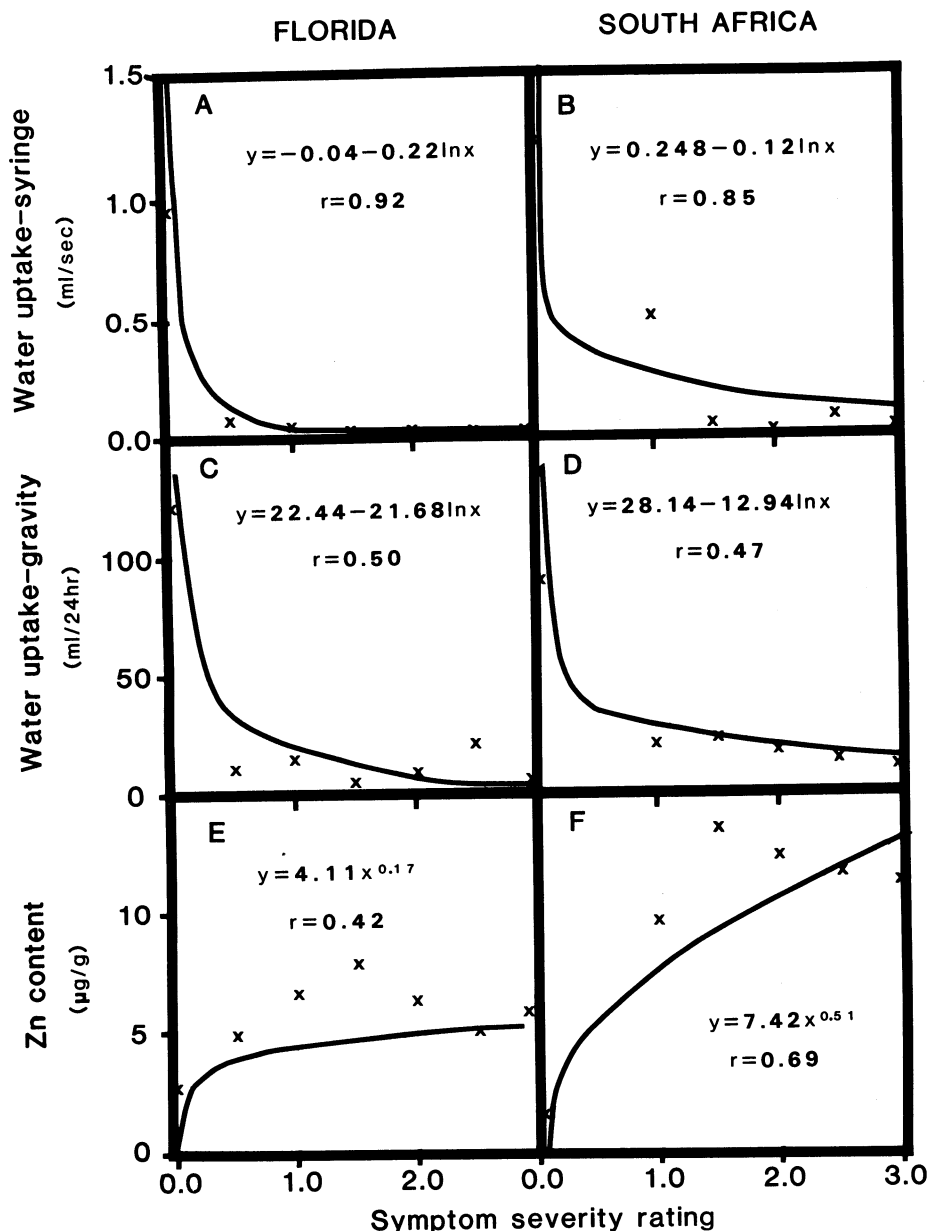 FLORIDA
SOUTH AFRICA
Water uptake-syringe
(ml/sec)
1.5
1.0
0.5
0.0
A
y=-0.04-0.22lnx
r=0.92
B
y=0.248-0.12lnx
r=0.85
Water uptake-gravity
(ml/24hr)
100
50
0
C
y=22.44-21.68lnx
r=0.50
D
y=28.14-12.94lnx
r=0.47
Zn content
(µg/g)
10
5
0
E
y=4.11x^0.17
r=0.42
F
y=7.42x^0.51
r=0.69
0.0 1.0 2.0 0.0 1.0 2.0 3.0
Symptom severity rating